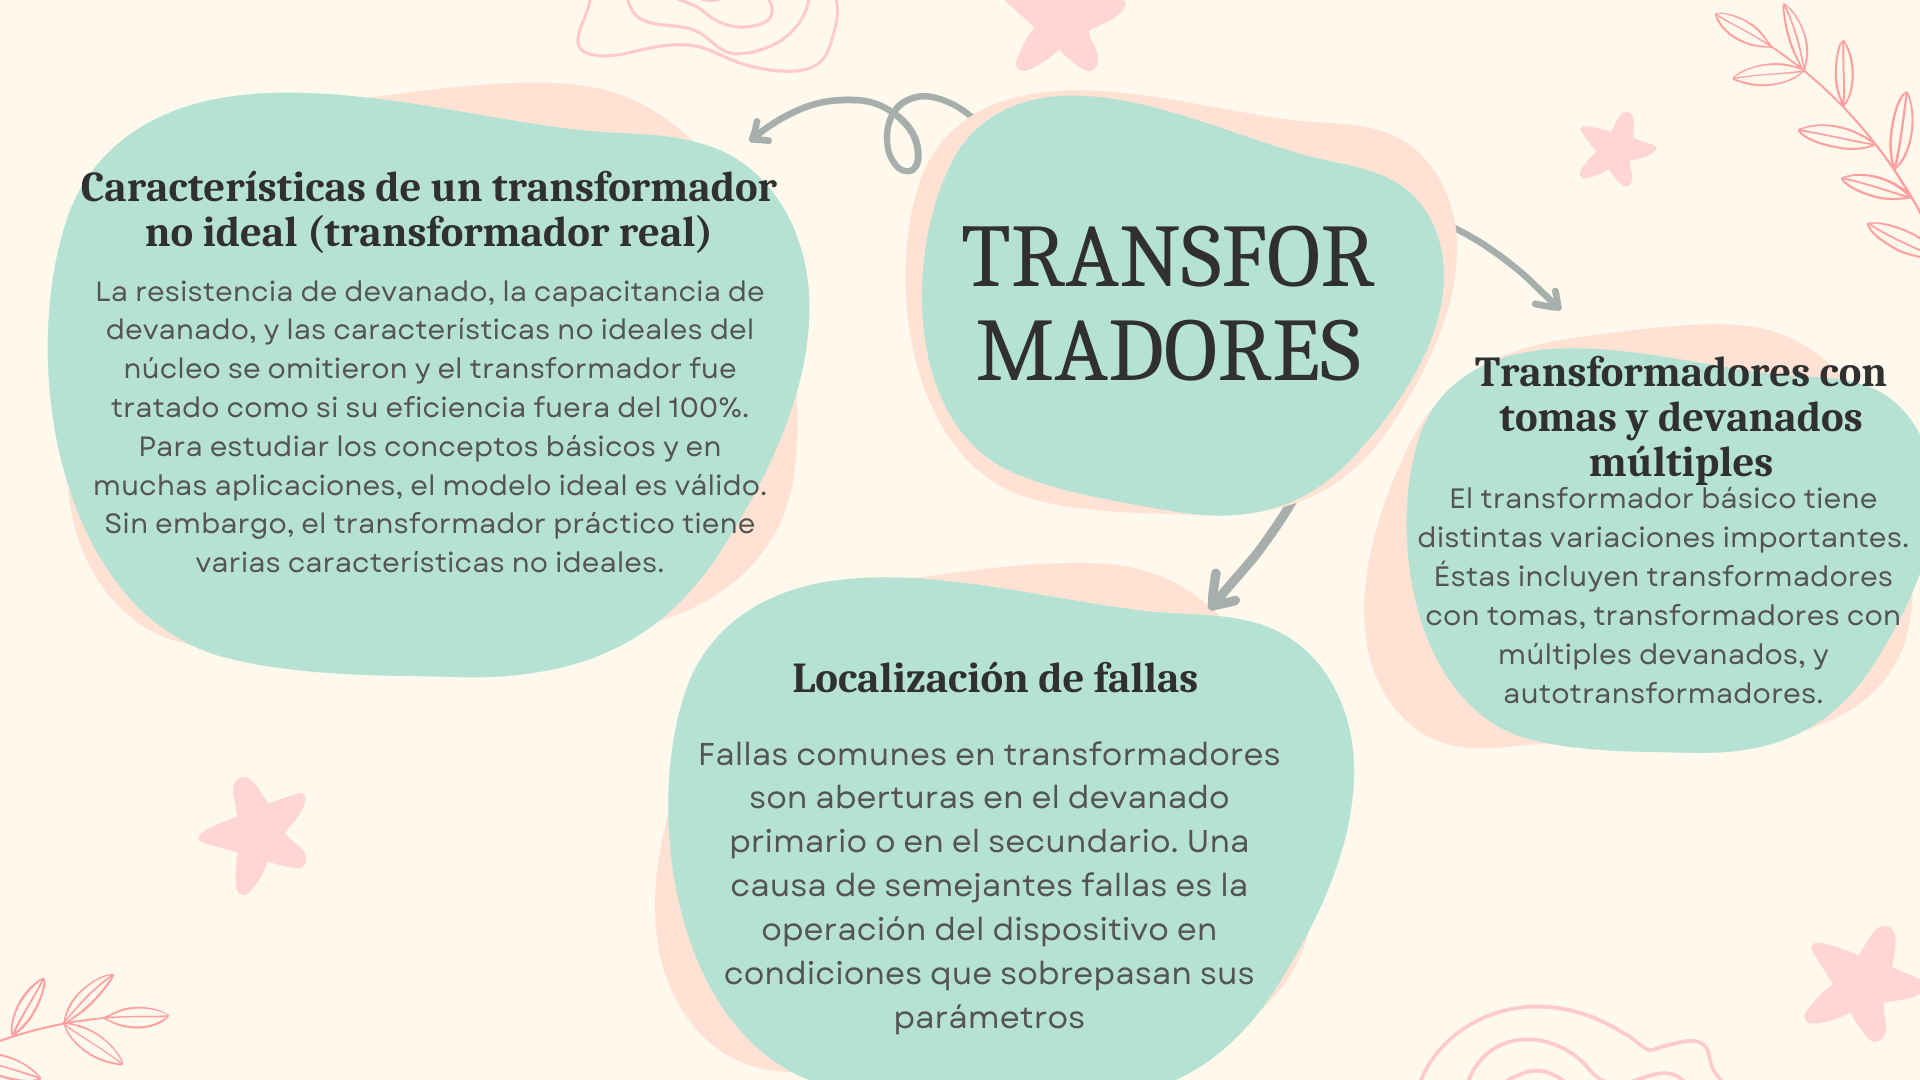 TRANSFOR
MADORES
Características de un transformador
no ideal (transformador real)
La resistencia de devanado, la capacitancia de
devanado, y las características no ideales del
núcleo se omitieron y el transformador fue
tratado como si su eficiencia fuera del 100%.
Para estudiar los conceptos básicos y en
muchas aplicaciones, el modelo ideal es válido.
Sin embargo, el transformador práctico tiene
varias características no ideales.
Transformadores con
tomas y devanados
múltiples
El transformador básico tiene
distintas variaciones importantes.
Éstas incluyen transformadores
con tomas, transformadores con
múltiples devanados, y
autotransformadores.
Localización de fallas
Fallas comunes en transformadores
son aberturas en el devanado
primario o en el secundario. Una
causa de semejantes fallas es la
operación del dispositivo en
condiciones que sobrepasan sus
parámetros